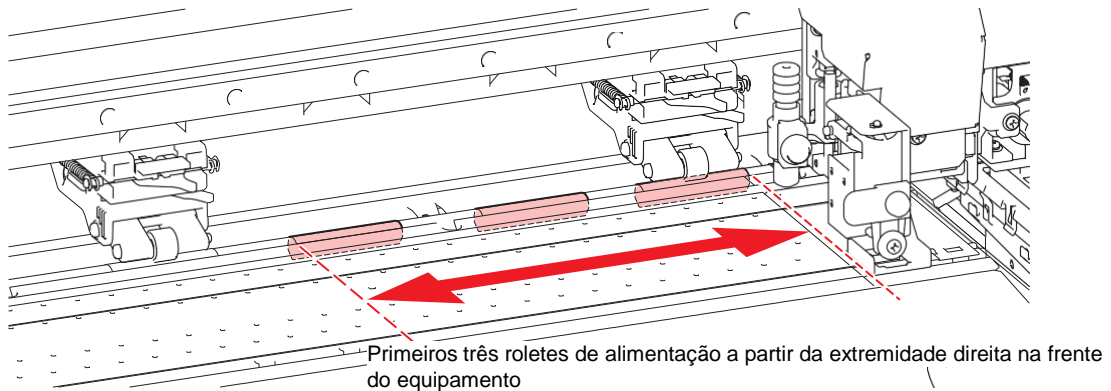 Primeiros três roletes de alimentação a partir da extremidade direita na frente
do equipamento